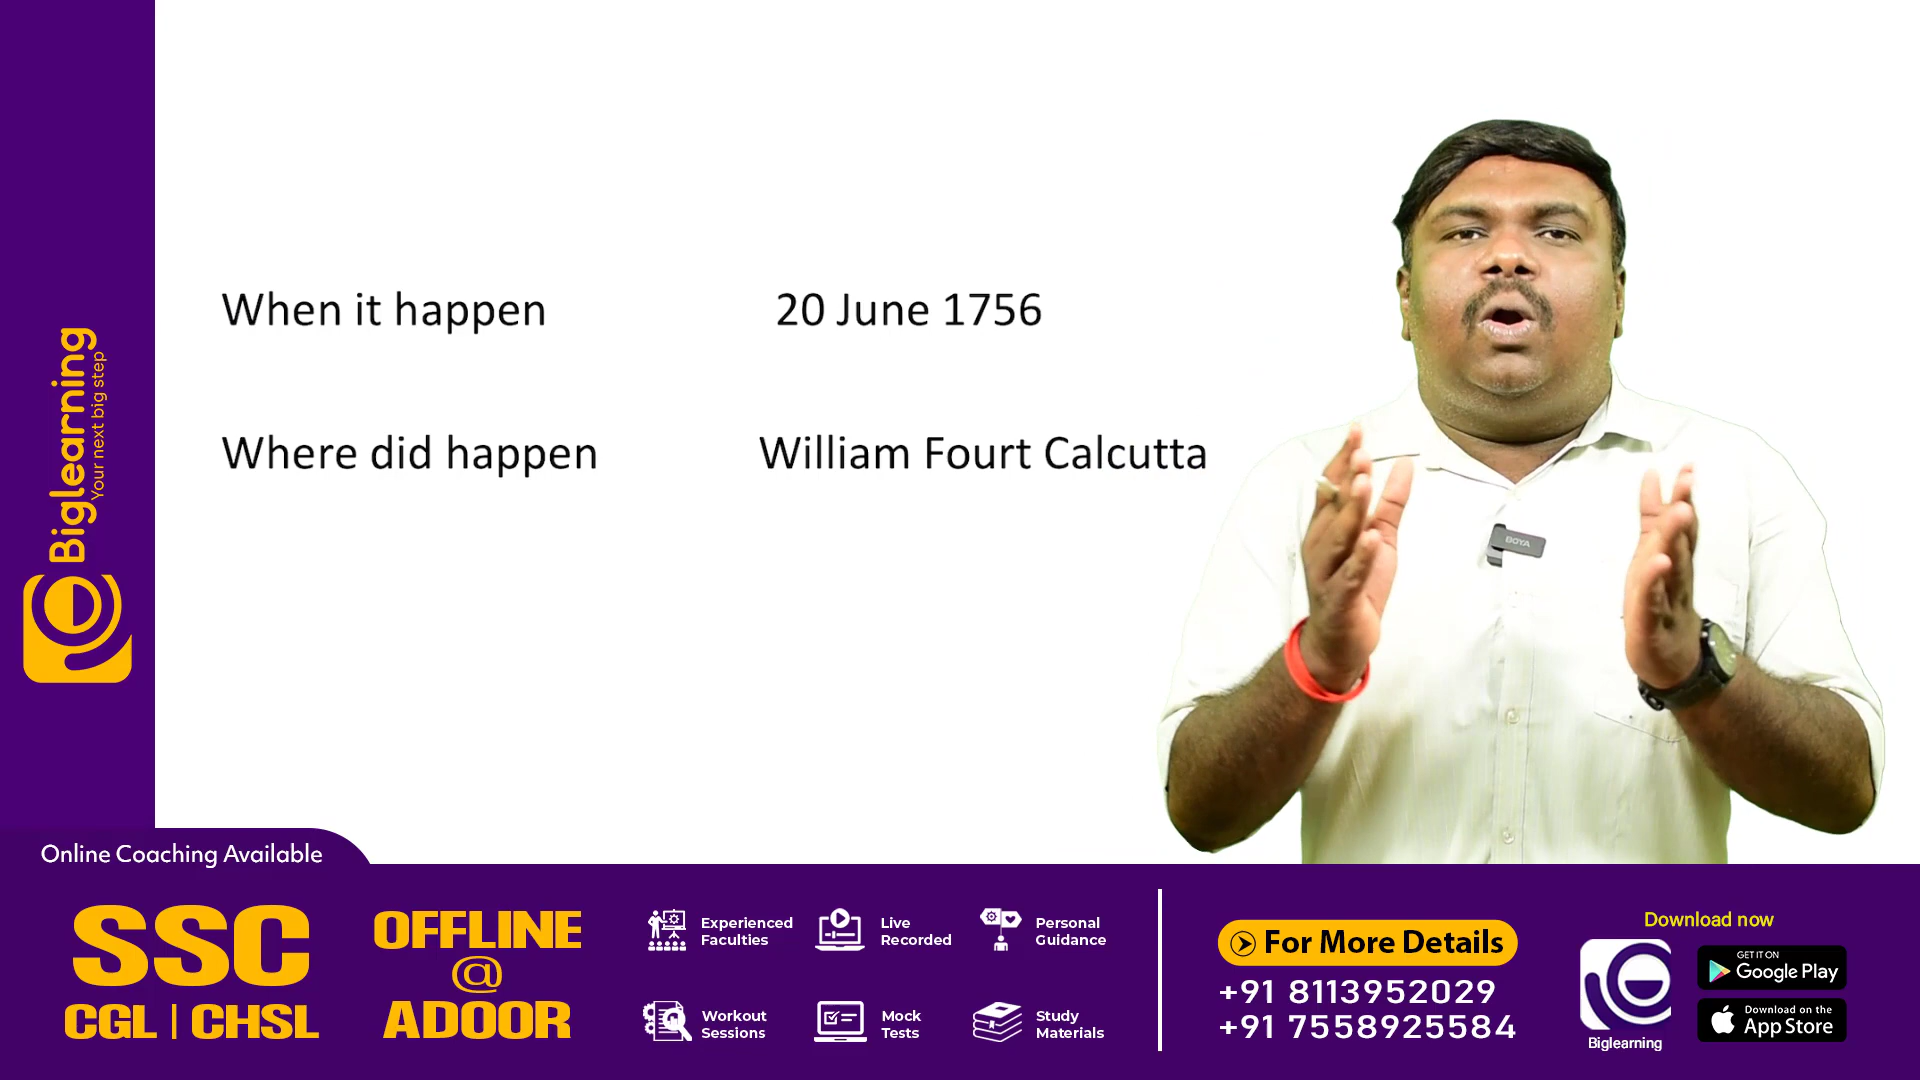 When it happen 20 June 1756
Where did happen William Fourt Calcutta
Biglearning
Your next big step
BOYA
Online Coaching Available
SSC
CGL | CHSL
OFFLINE
@
ADOOR
Experienced
Faculties
Live
Recorded
Personal
Guidance
Workout
Sessions
Mock
Tests
Study
Materials
For More Details
+91 8113952029
+91 7558925584
Download now
Biglearning
GET IT ON
Google Play
Download on the
App Store